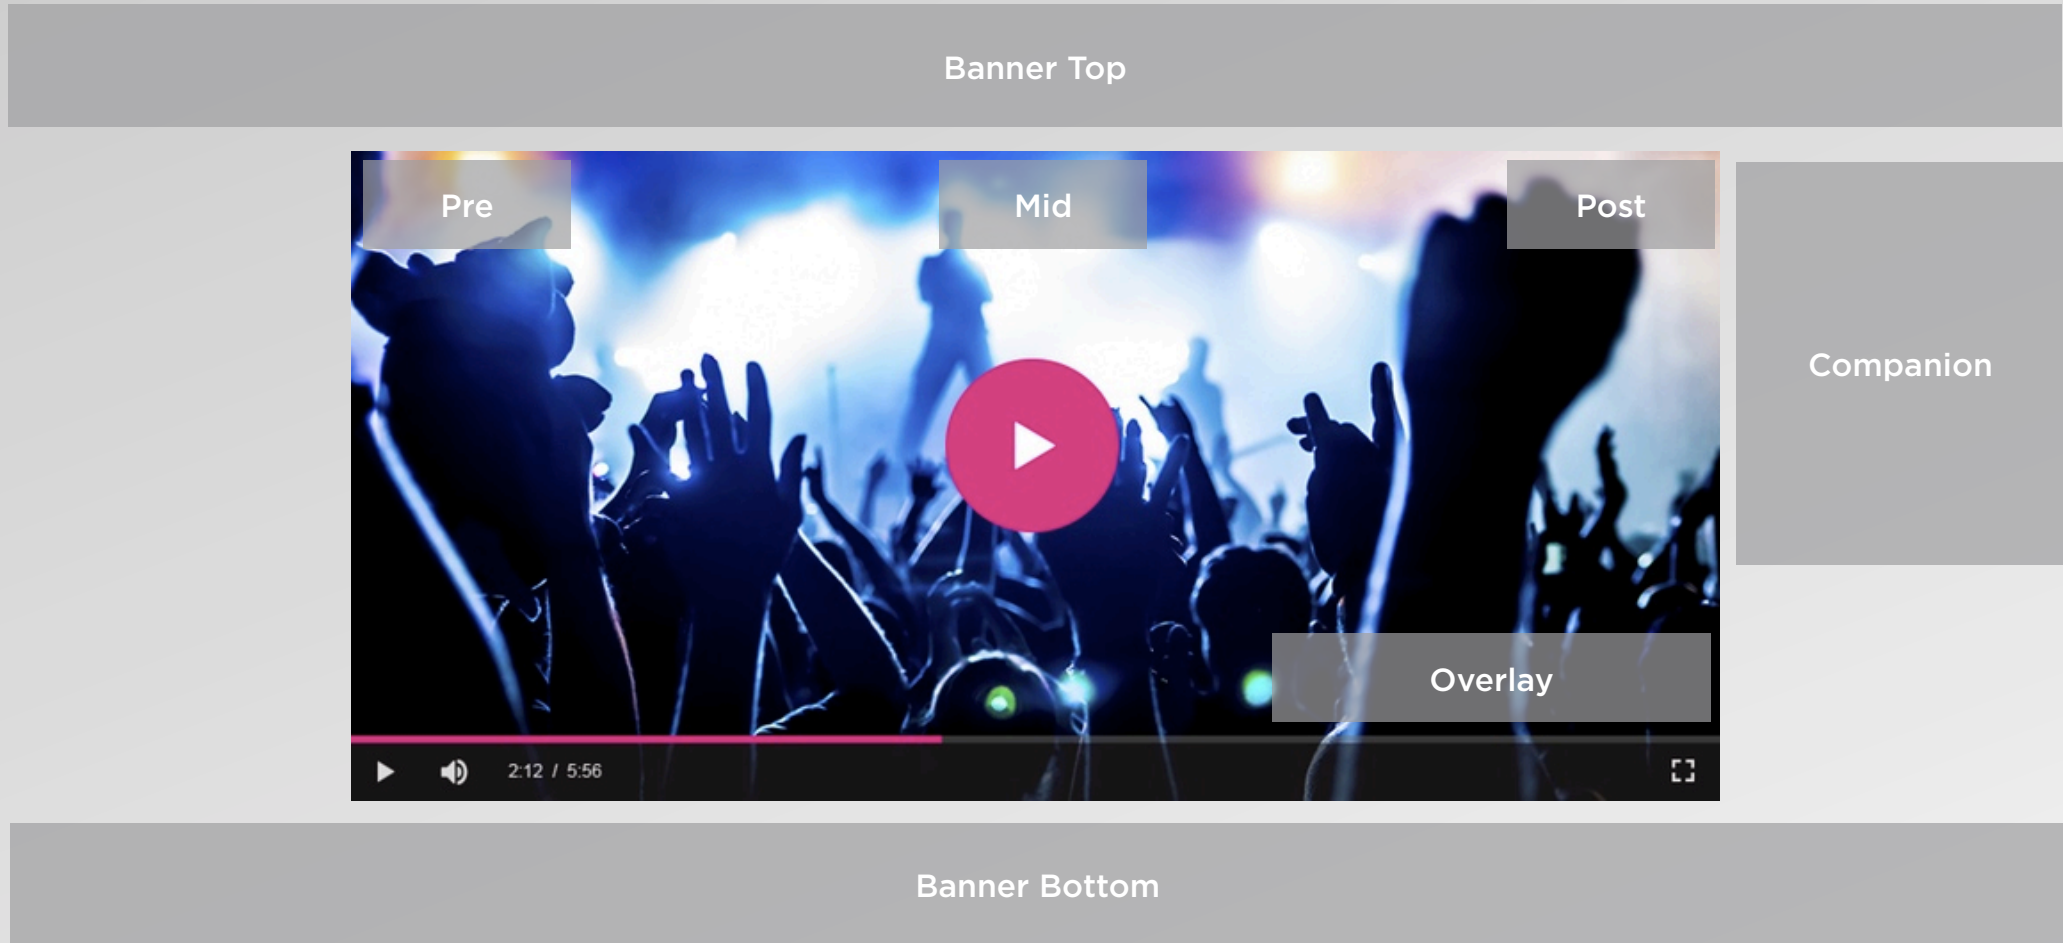 Banner Top
Pre
Mid
Post
Companion
Overlay
2:12 / 5:56
Banner Bottom